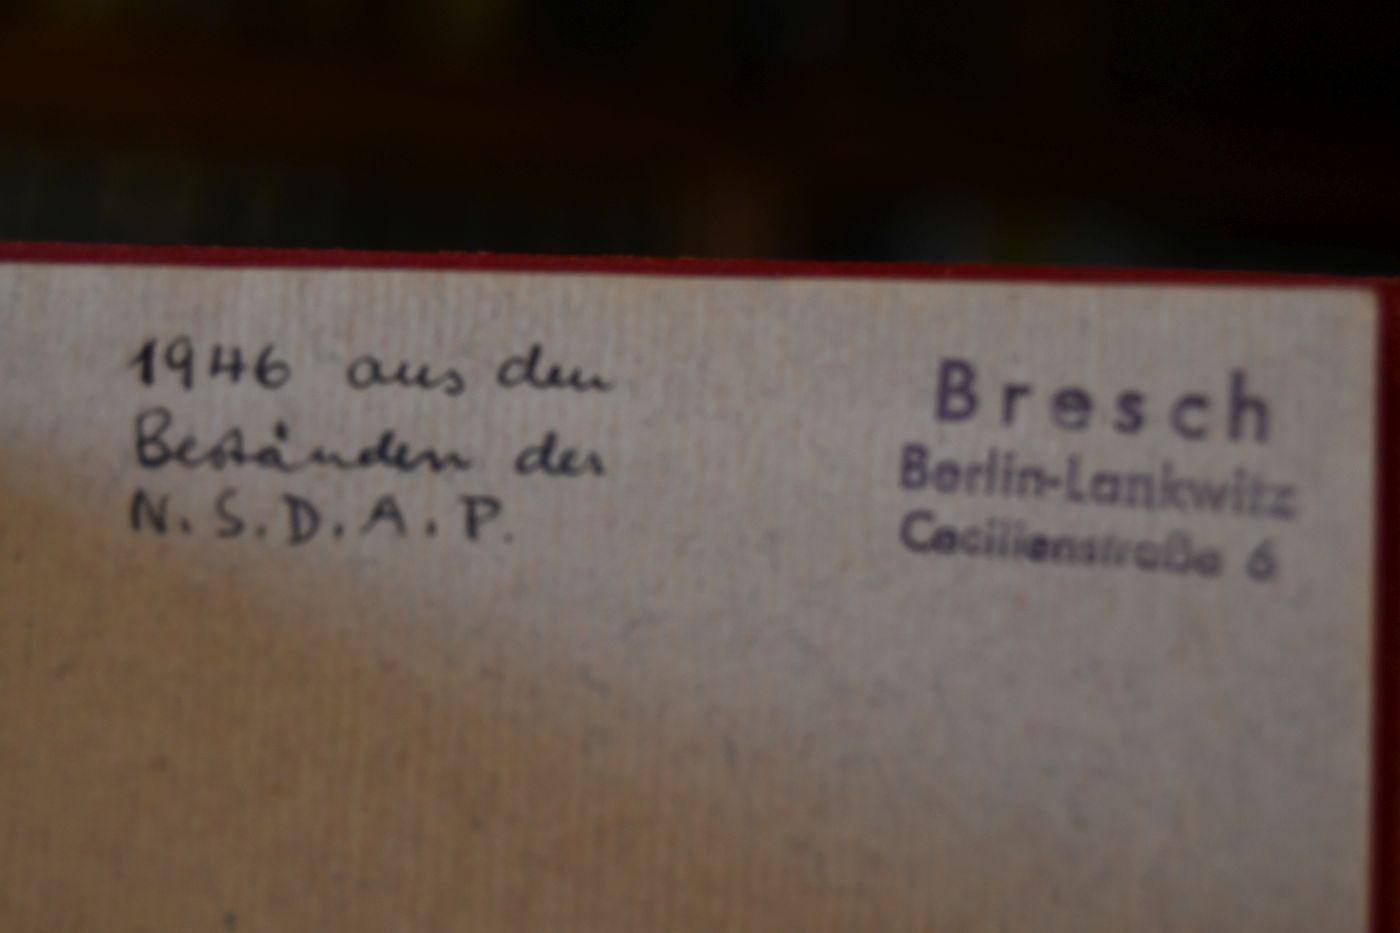 1946 aus den
Beständen der
N.S.D.A.P.
Bresch
Berlin-Lankwitz
Cecilienstraße 6